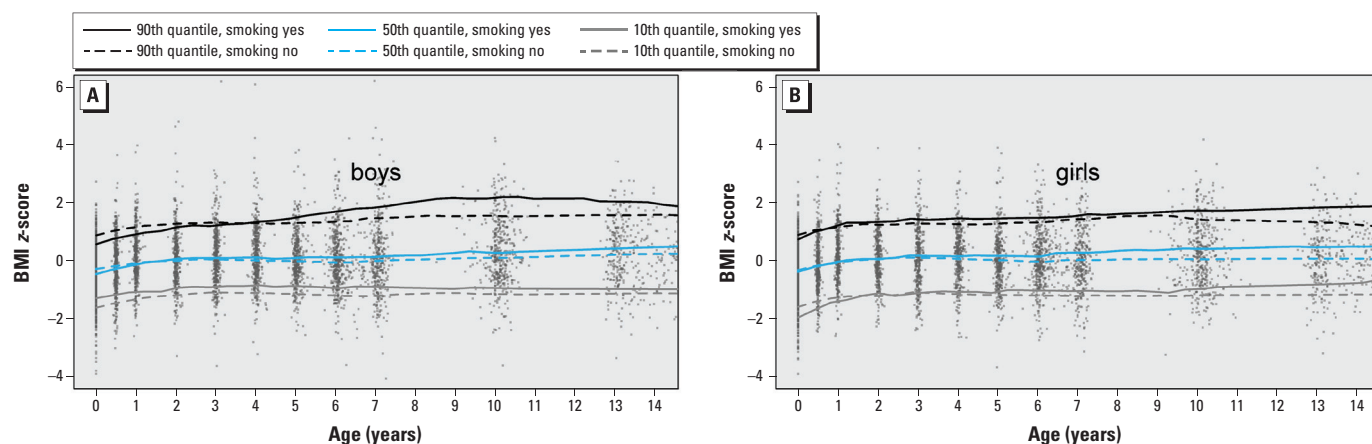 90th quantile, smoking yes 50th quantile, smoking yes 10th quantile, smoking yes
90th quantile, smoking no 50th quantile, smoking no 10th quantile, smoking no
A
boys
BMI z-score
6
4
2
0
–2
–4
0 1 2 3 4 5 6 7 8 9 10 11 12 13 14
Age (years)
B
girls
BMI z-score
6
4
2
0
–2
–4
0 1 2 3 4 5 6 7 8 9 10 11 12 13 14
Age (years)